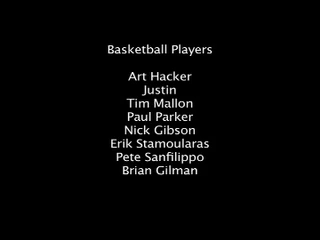 Basketball Players
Art Hacker
Justin
Tim Mallon
Paul Parker
Nick Gibson
Erik Stamoularas
Pete Sanfilippo
Brian Gilman